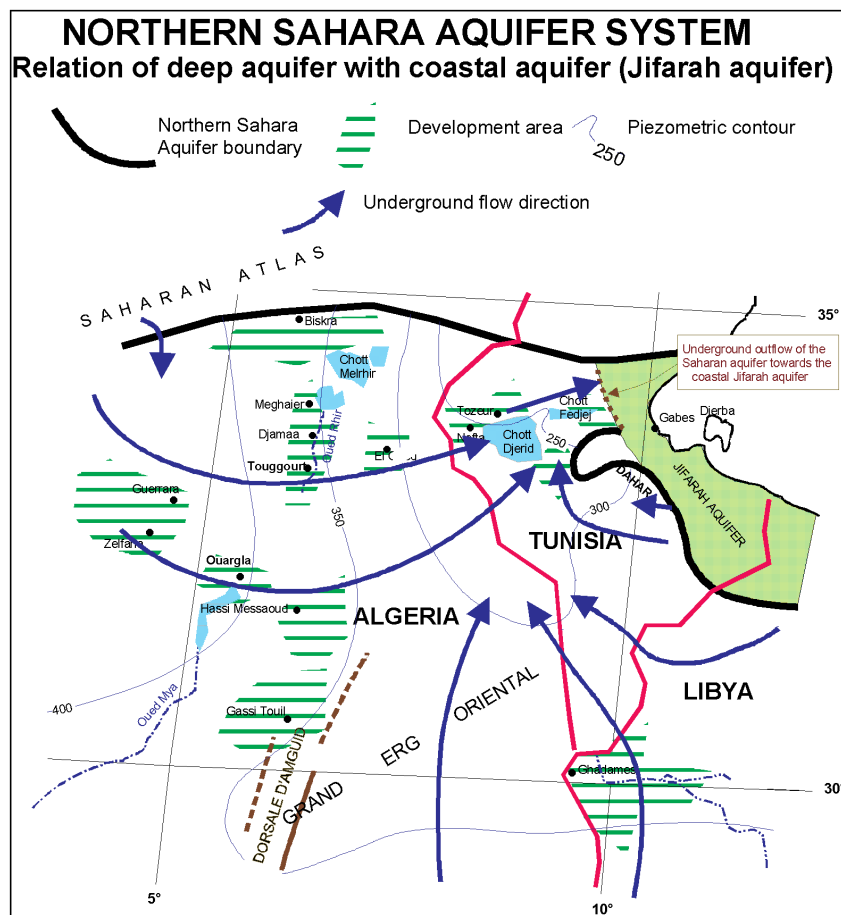 NORTHERN SAHARA AQUIFER SYSTEM
Relation of deep aquifer with coastal aquifer (Jifarah aquifer)
Northern Sahara
Aquifer boundary
Development area
250
Piezometric contour
Underground flow direction
SAHARAN ATLAS
35°
Biskra
Underground outflow of the
Saharan aquifer towards the
coastal Jifarah aquifer
Chott
Melrhir
Meghaier
Tozeur
Chott
Fedjej
Gabes
Djerba
Djamaa
Oued Rhir
Nefta
Chott
Djerid
250
Touggourt
DAHAR
JIFARAH AQUIFER
Guerrara
350
300
Zelfana
TUNISIA
Ouargla
Hassi Messaoud
ALGERIA
LIBYA
400
Oued Mya
Gassi Touil
GRAND ERG ORIENTAL
DORSALE D'AMGUID
Ghadames
30°
5°
10°